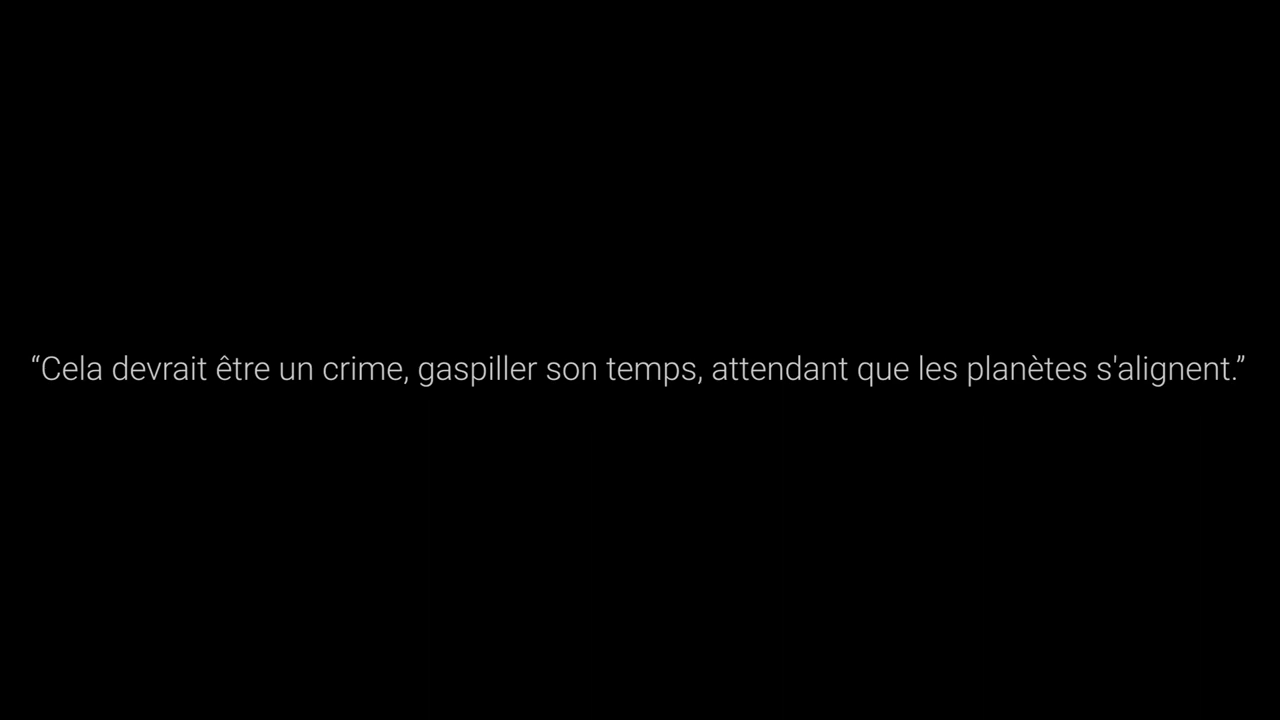 “Cela devrait être un crime, gaspiller son temps, attendant que les planètes s'alignent.”